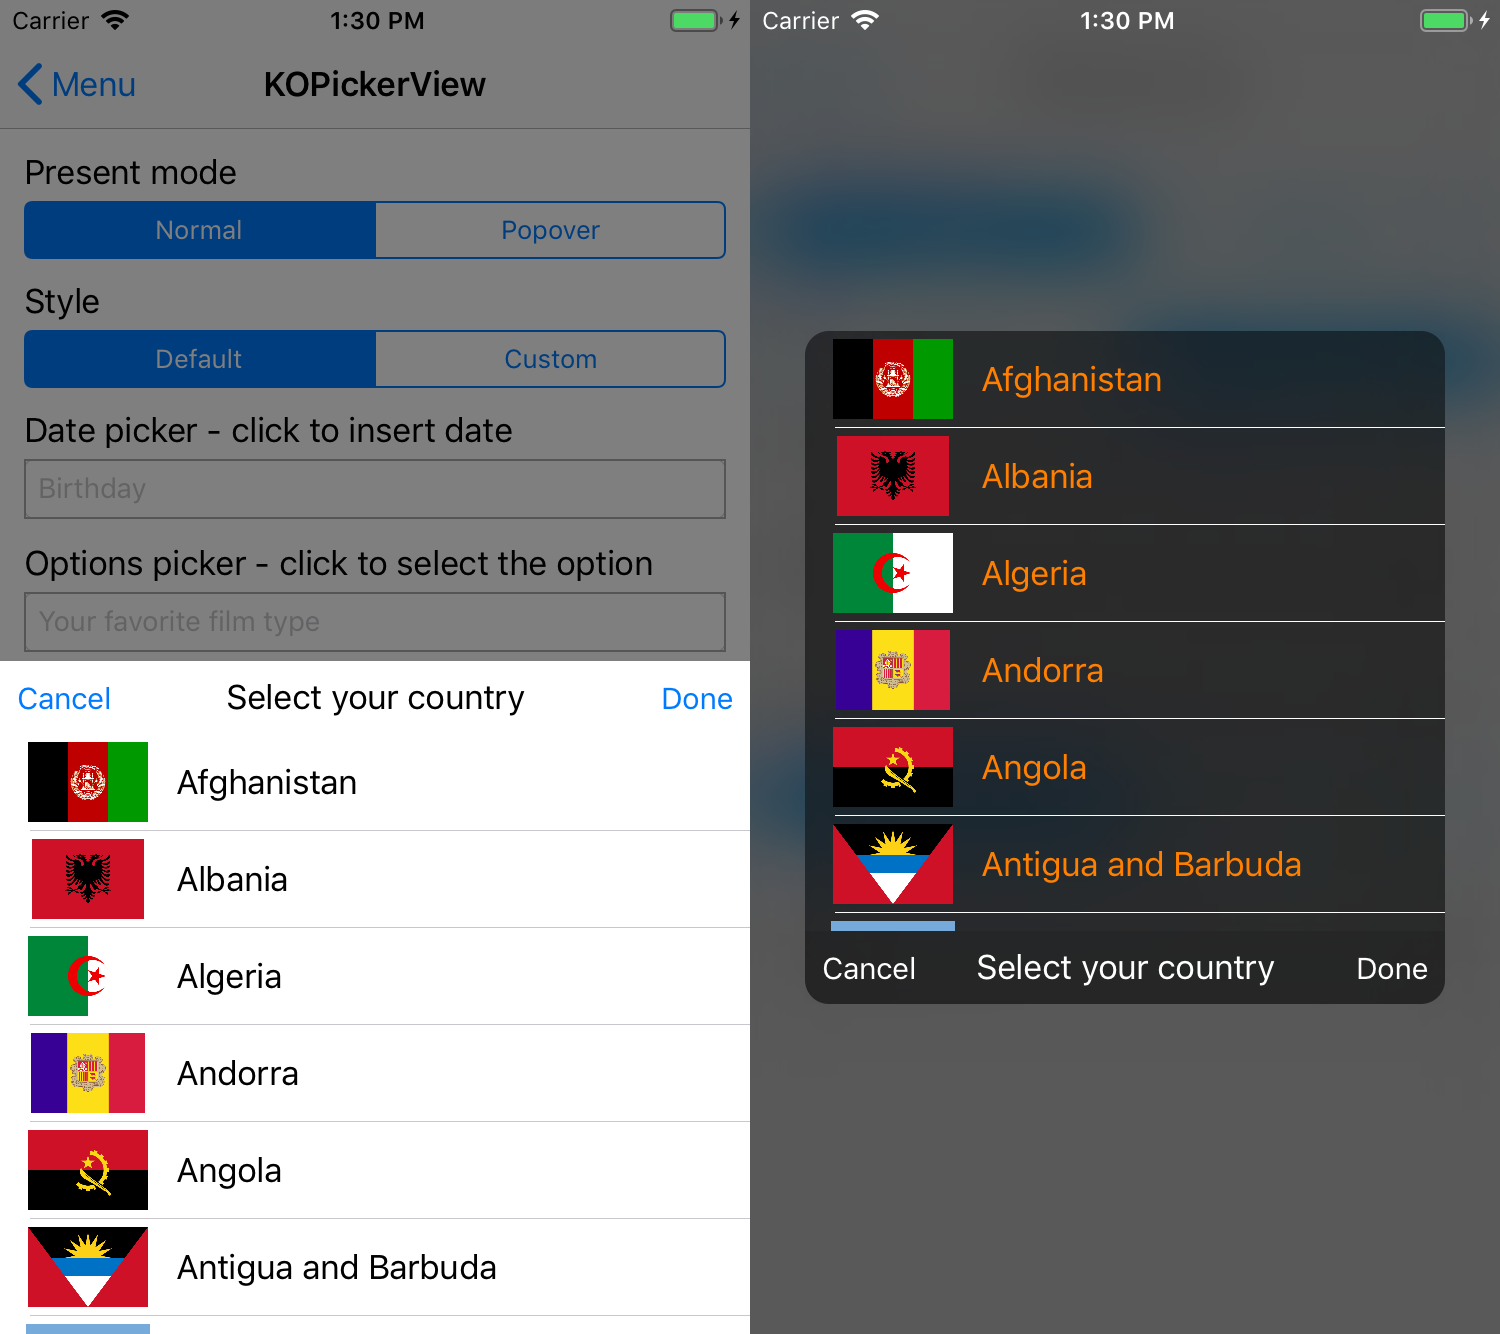 Carrier 1:30 PM
Menu KOPickerView
Present mode
Normal Popover
Style
Default Custom
Date picker - click to insert date
Birthday
Options picker - click to select the option
Your favorite film type
Cancel Select your country Done
Afghanistan
Albania
Algeria
Andorra
Angola
Antigua and Barbuda
Carrier 1:30 PM
Afghanistan
Albania
Algeria
Andorra
Angola
Antigua and Barbuda
Cancel Select your country Done